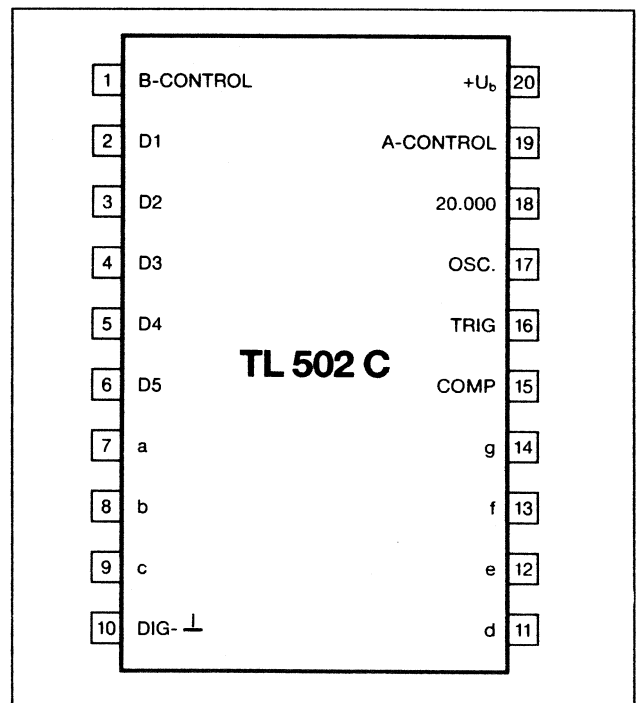 1 B-CONTROL +U_b 20
2 D1 A-CONTROL 19
3 D2 20.000 18
4 D3 OSC. 17
5 D4 TRIG 16
TL 502 C
6 D5 COMP 15
7 a g 14
8 b f 13
9 c e 12
10 DIG- ⊥ d 11